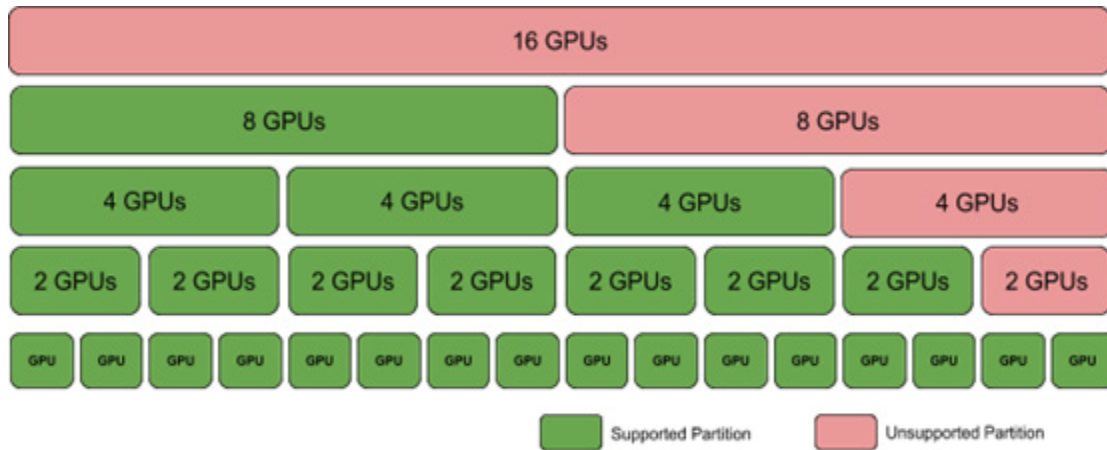 16 GPUs
8 GPUs 8 GPUs
4 GPUs 4 GPUs 4 GPUs 4 GPUs
2 GPUs 2 GPUs 2 GPUs 2 GPUs 2 GPUs 2 GPUs 2 GPUs 2 GPUs
GPU GPU GPU GPU GPU GPU GPU GPU GPU GPU GPU GPU GPU GPU GPU GPU
Supported Partition Unsupported Partition